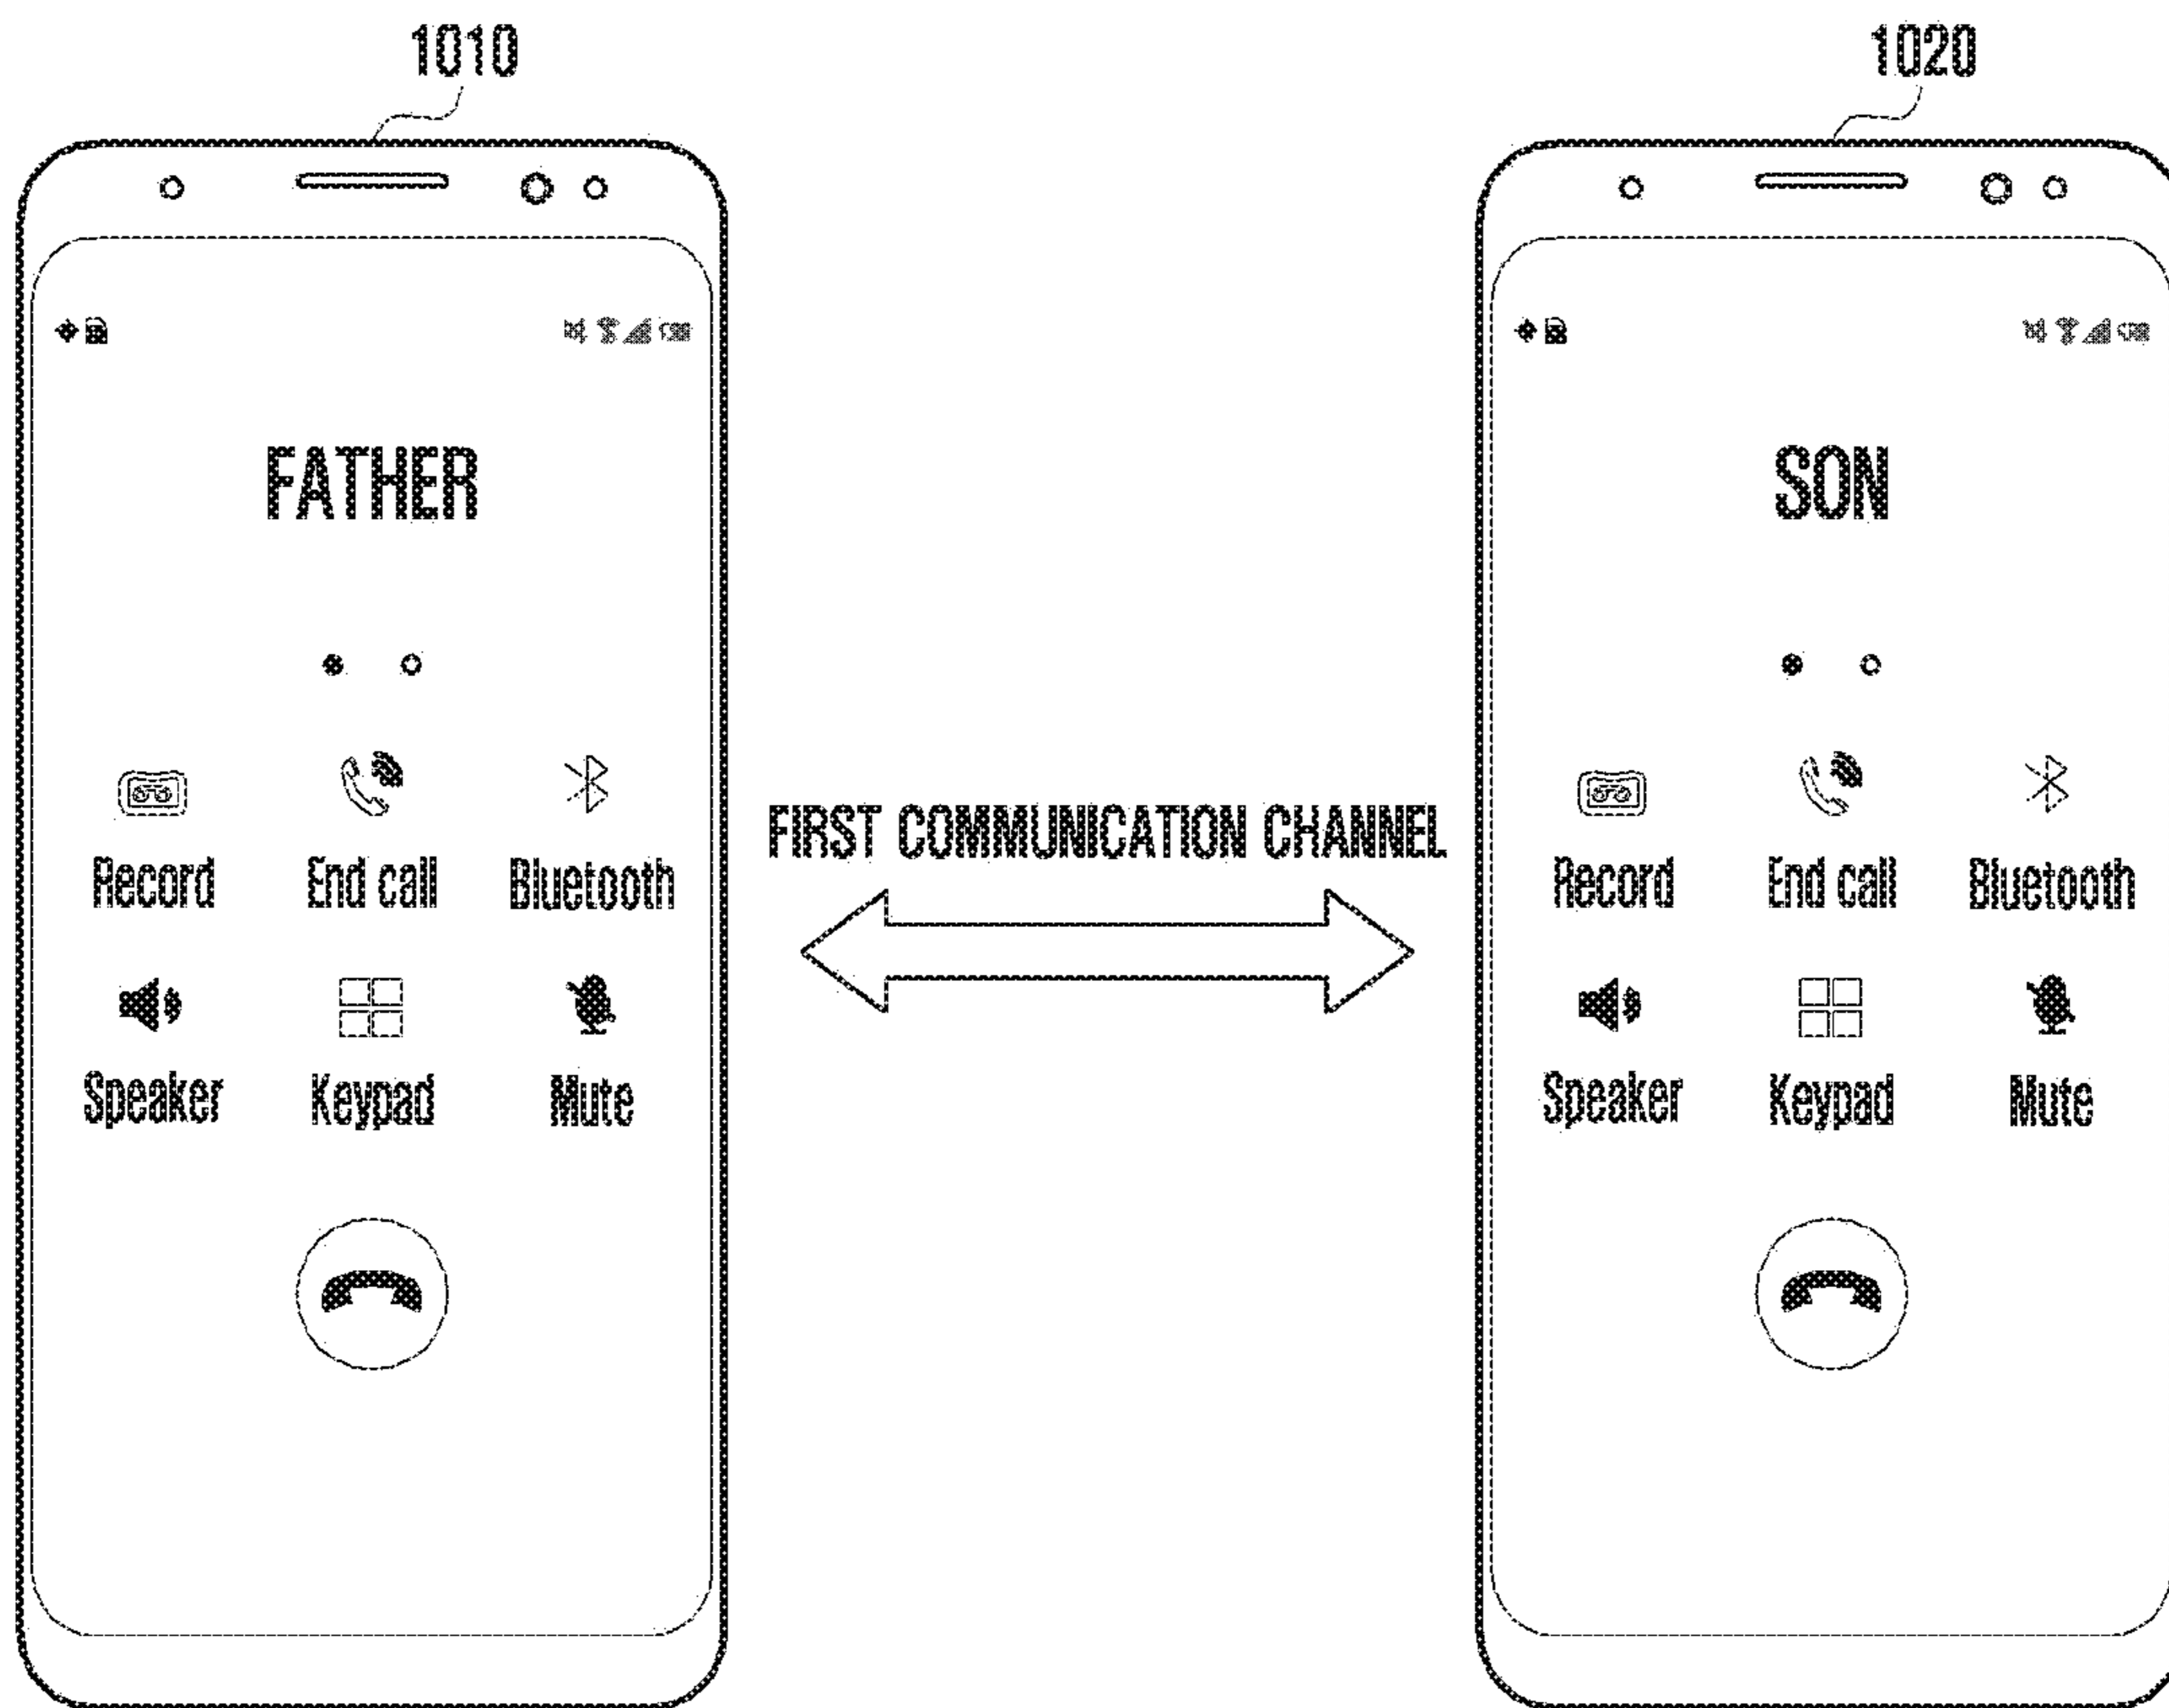 1010
1020
FATHER
SON
FIRST COMMUNICATION CHANNEL
Record End call Bluetooth
Speaker Keypad Mute
Record End call Bluetooth
Speaker Keypad Mute